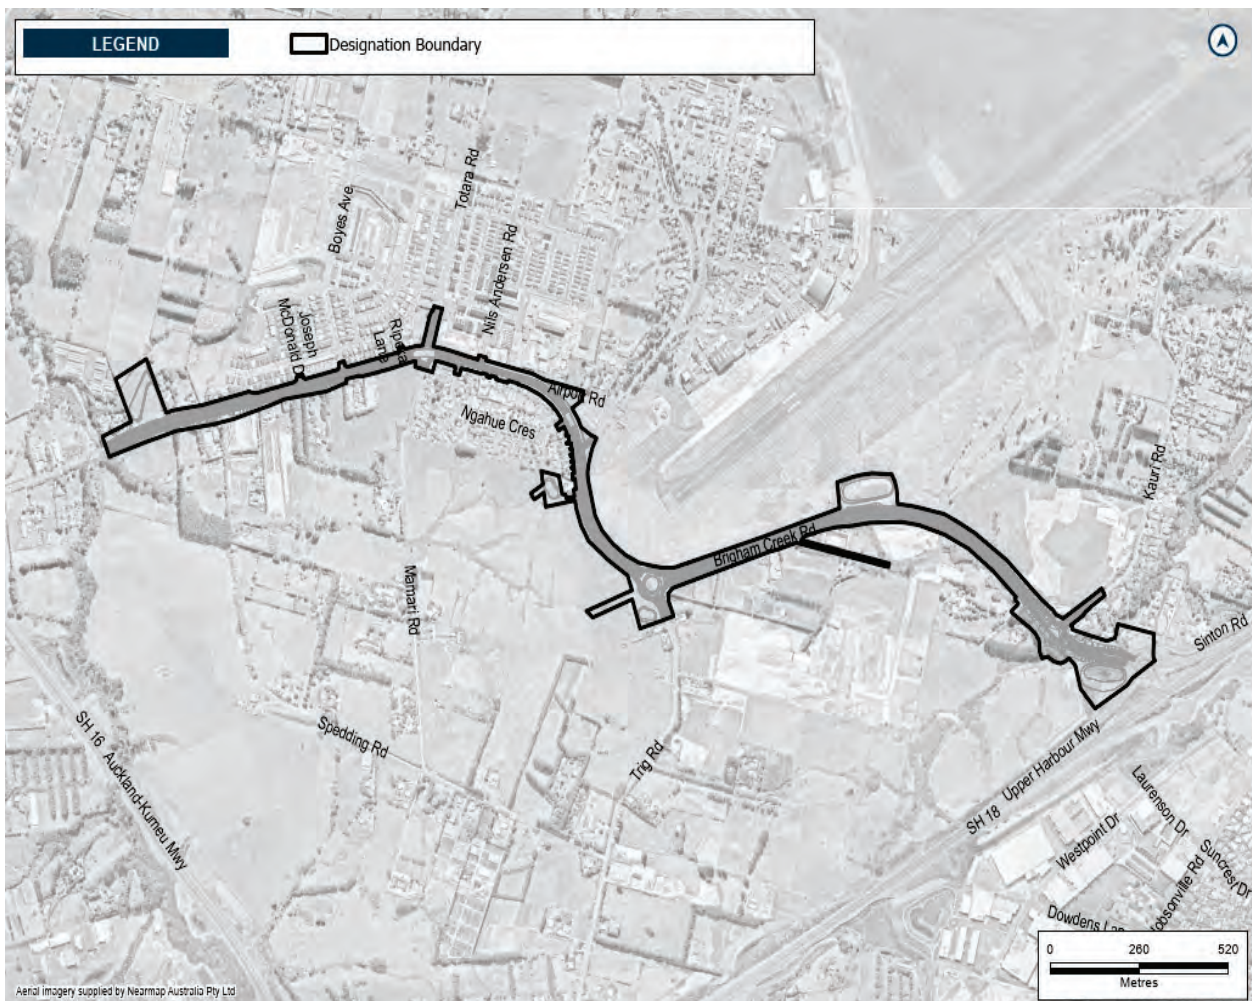 LEGEND
Designation Boundary
Totara Rd
Boyes Ave
Nils Andersen Rd
Joseph
McDonald D
Ripeka
Lane
Airport Rd
Ngahue Cres
Kauri Rd
Brigham Creek Rd
Mamari Rd
Sinton Rd
Spedding Rd
Trig Rd
SH 16 Auckland-Kumeu Mwy
SH 18 Upper Harbour Mwy
Laurenson Dr
Westpoint Dr
Suncrest Dr
Hobsonville Rd
Dowdens La
0 260 520
Metres
Aerial imagery supplied by Nearmap Australia Pty Ltd